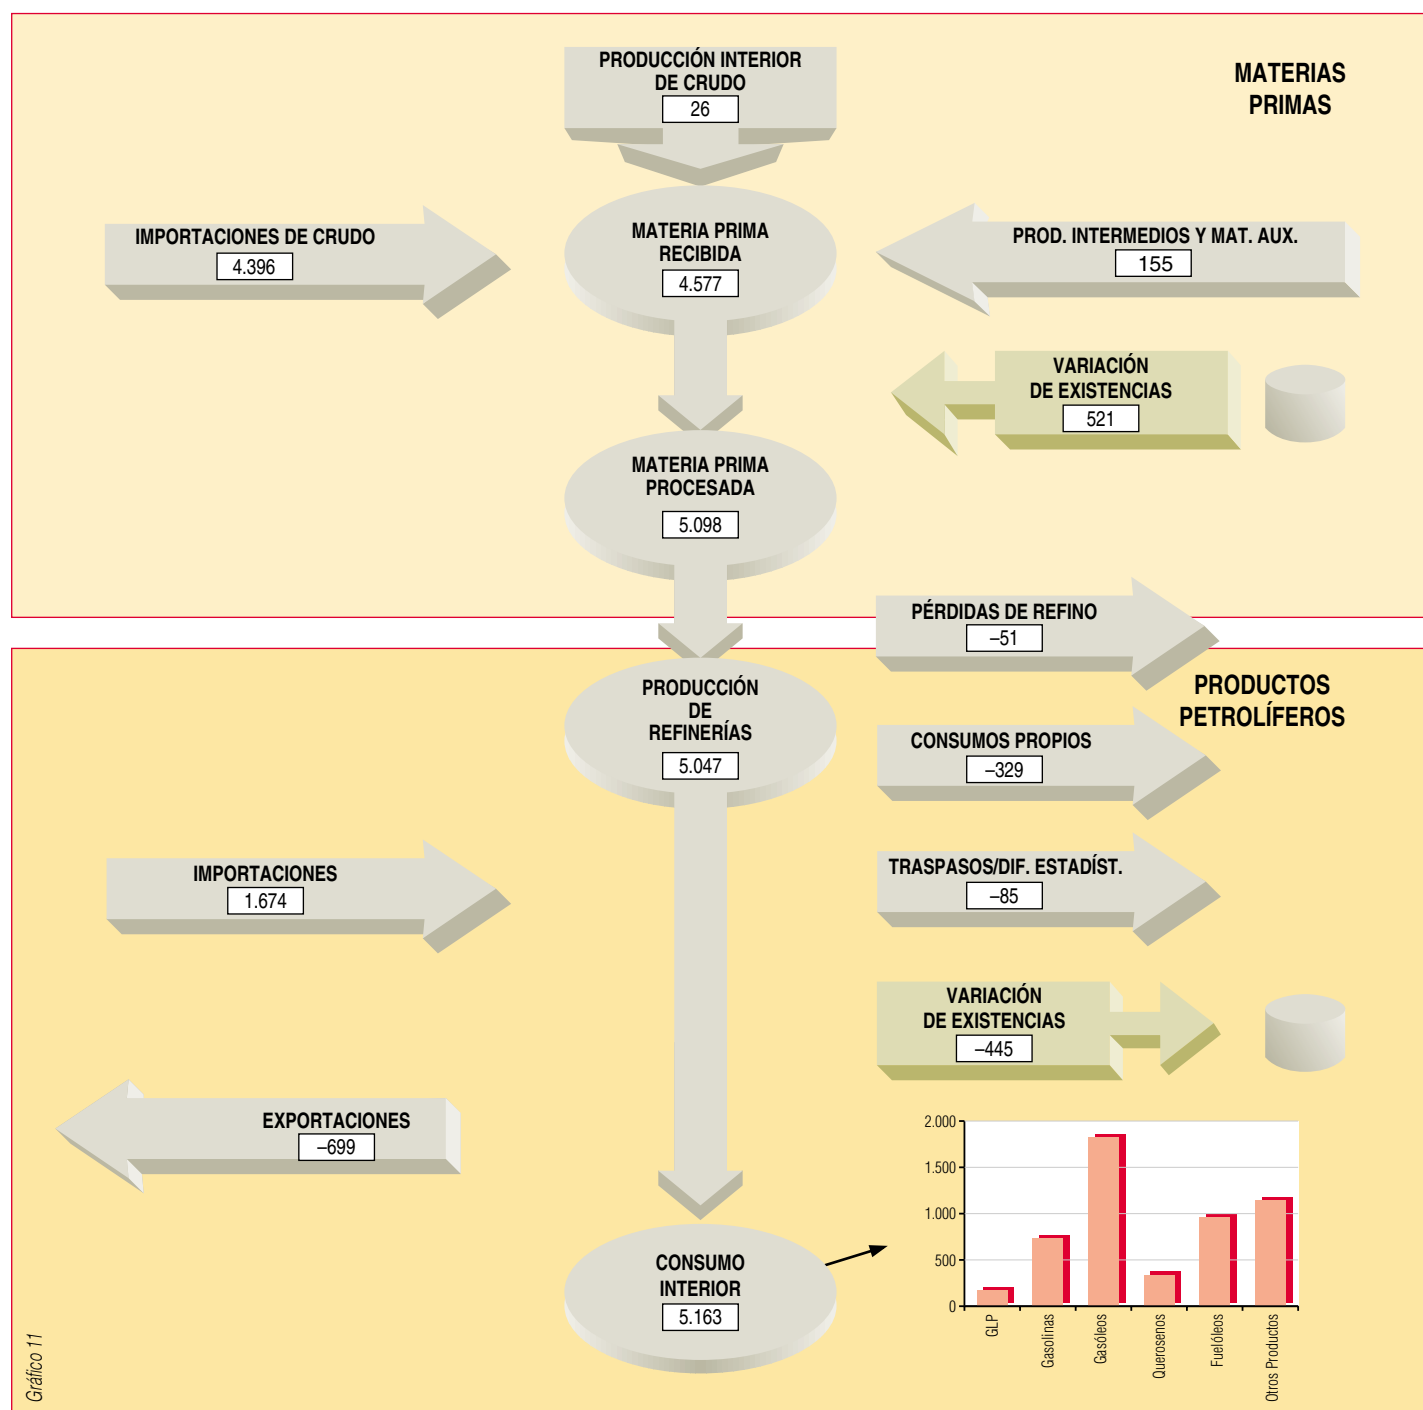 PRODUCCIÓN INTERIOR
DE CRUDO
26
MATERIAS
PRIMAS
IMPORTACIONES DE CRUDO
4.396
MATERIA PRIMA
RECIBIDA
4.577
PROD. INTERMEDIOS Y MAT. AUX.
155
VARIACIÓN
DE EXISTENCIAS
521
MATERIA PRIMA
PROCESADA
5.098
PÉRDIDAS DE REFINO
–51
PRODUCTOS
PETROLÍFEROS
PRODUCCIÓN
DE
REFINERÍAS
5.047
CONSUMOS PROPIOS
–329
IMPORTACIONES
1.674
TRASPASOS/DIF. ESTADÍST.
–85
VARIACIÓN
DE EXISTENCIAS
–445
EXPORTACIONES
–699
CONSUMO
INTERIOR
5.163
2.000
1.500
1.000
500
0
GLP
Gasolinas
Gasóleos
Querosenos
Fuelóleos
Otros Productos
Gráfico 11